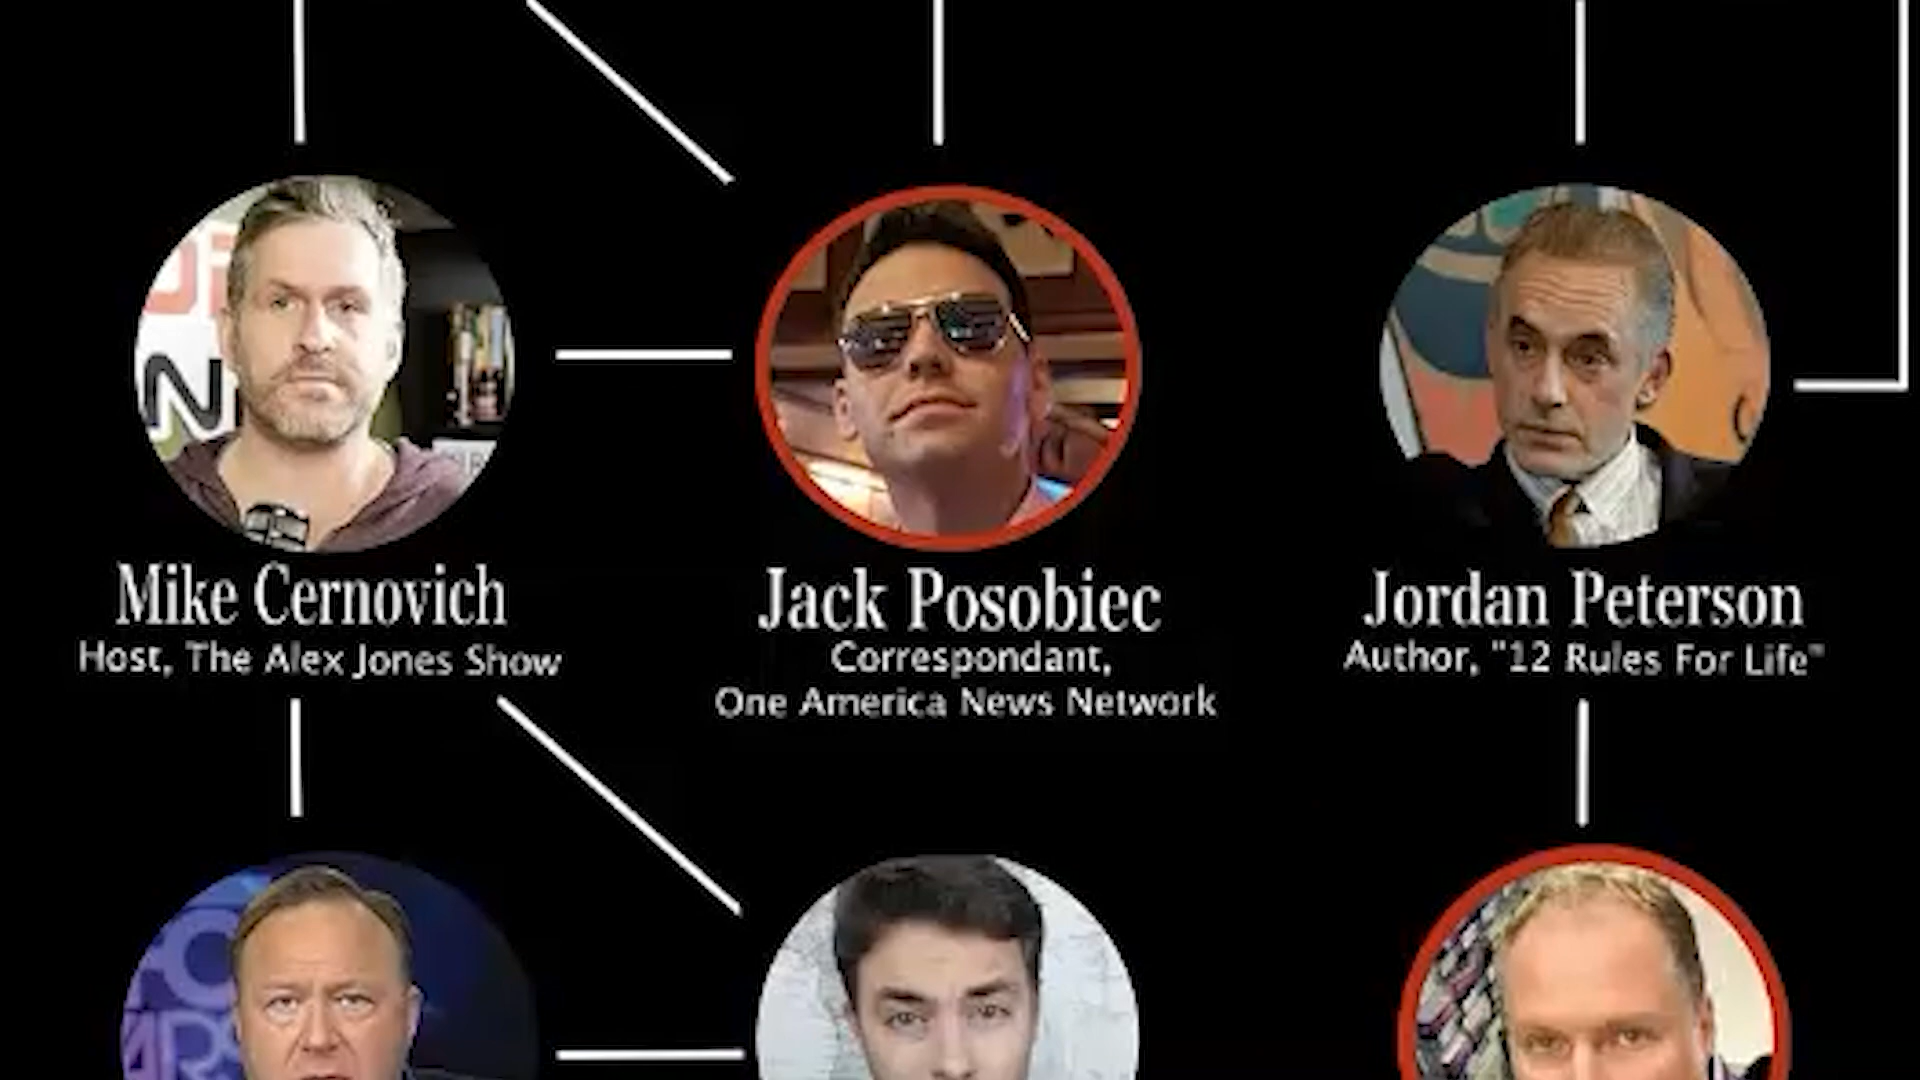 Mike Cernovich
Host, The Alex Jones Show
Jack Posobiec
Correspondant,
One America News Network
Jordan Peterson
Author, "12 Rules For Life"